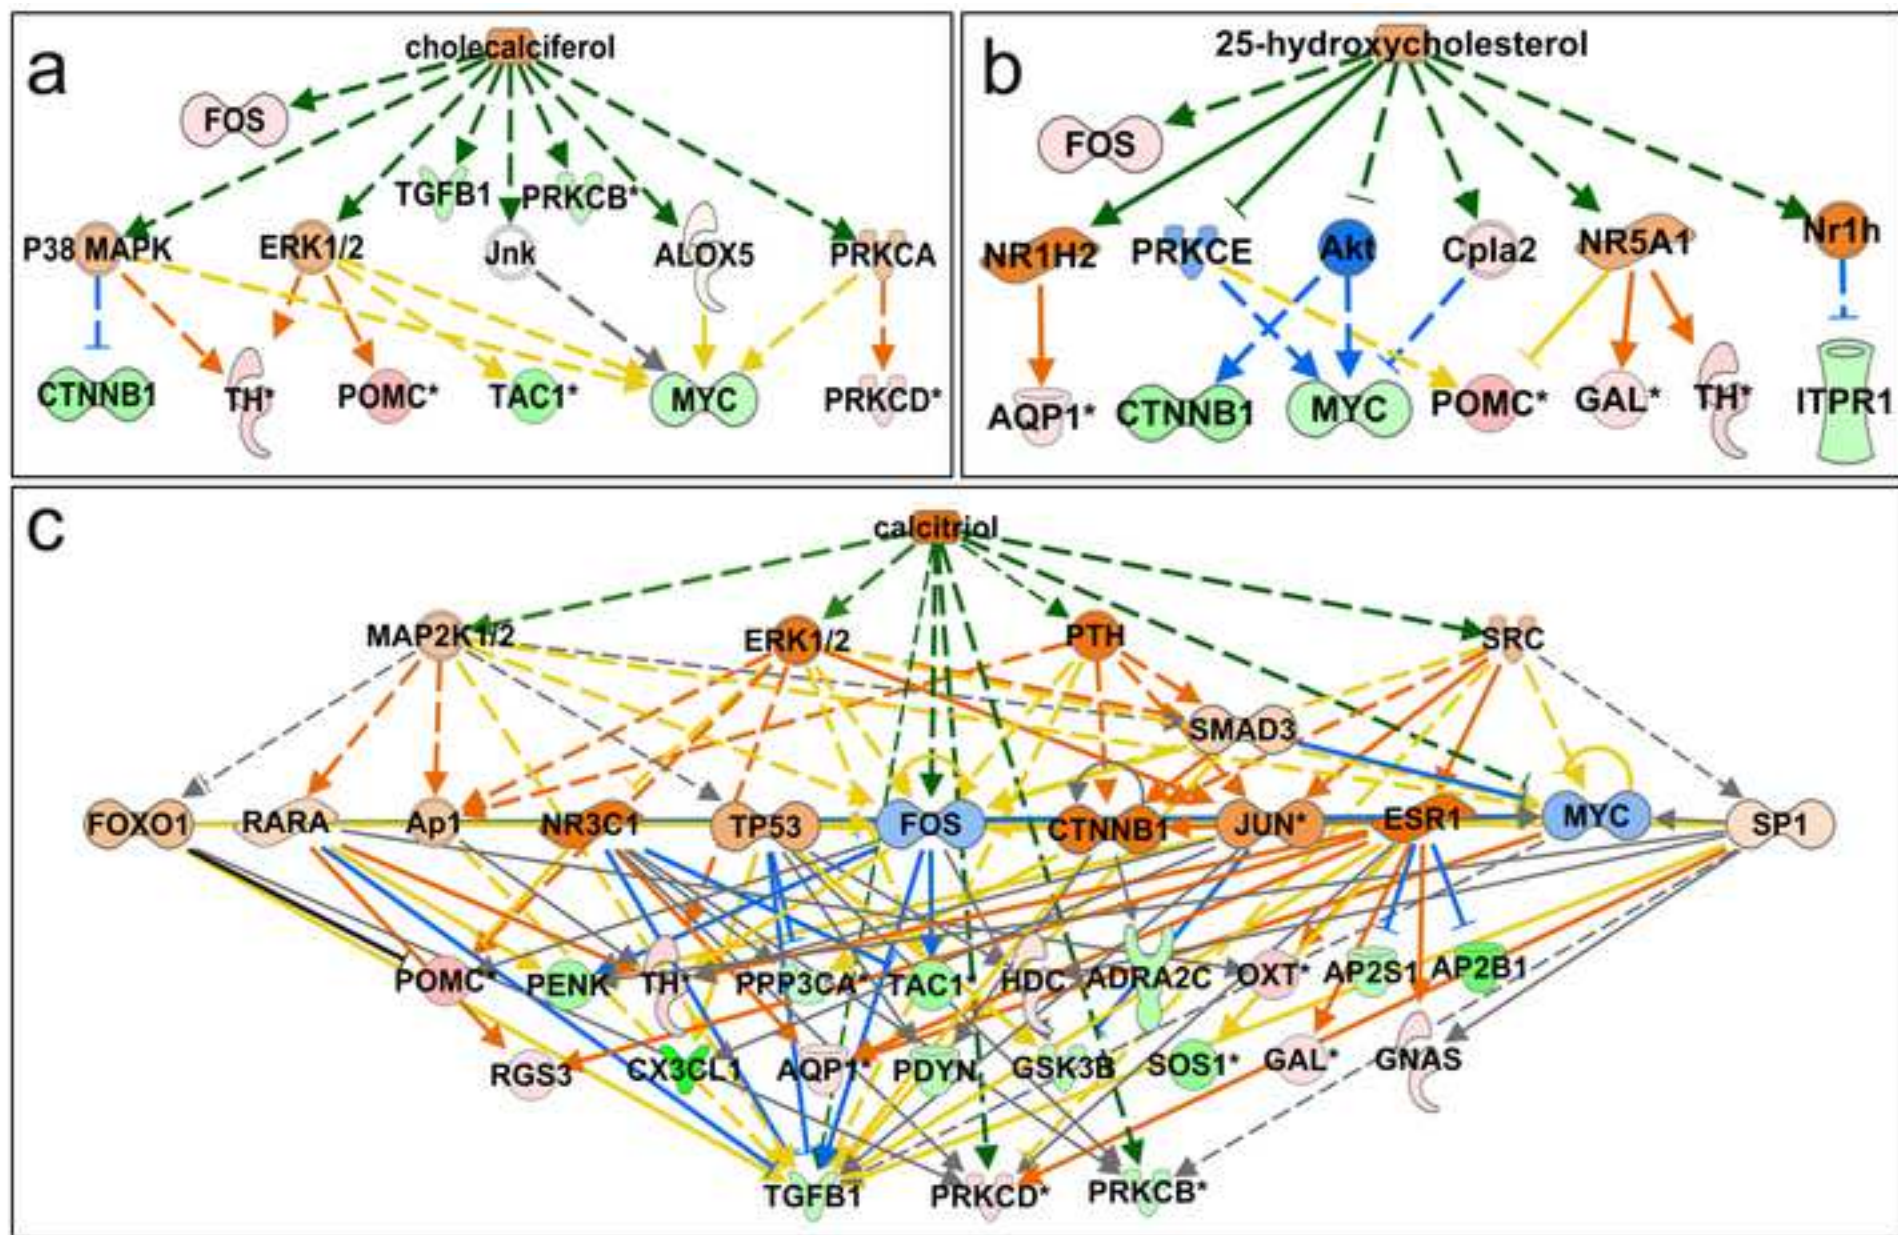 a
cholecalciferol
FOS
TGFB1 PRKCB*
P38 MAPK ERK1/2 Jnk ALOX5 PRKCA
CTNNB1 TH* POMC* TAC1* MYC PRKCD*
b
25-hydroxycholesterol
FOS
NR1H2 PRKCE Akt Cpla2 NR5A1 Nr1h
AQP1* CTNNB1 MYC POMC* GAL* TH* ITPR1
c
calcitriol
MAP2K1/2 ERK1/2 PTH SRC
SMAD3
FOXO1 RARA Ap1 NR3C1 TP53 FOS CTNNB1 JUN* ESR1 MYC SP1
POMC* PENK TH* PPP3CA* TAC1* HDC ADRA2C OXT* AP2S1 AP2B1
RGS3 CX3CL1 AQP1* PDYN GSK3B SOS1* GAL* GNAS
TGFB1 PRKCD* PRKCB*